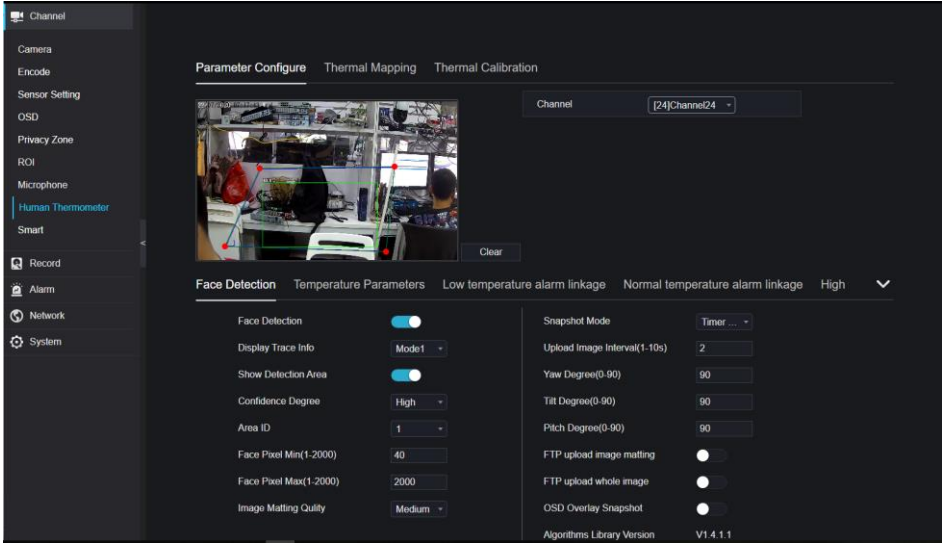 Channel
Camera
Encode
Sensor Setting
OSD
Privacy Zone
ROI
Microphone
Human Thermometer
Smart
Record
Alarm
Network
System
<
Parameter Configure Thermal Mapping Thermal Calibration
Channel [24]Channel24
Clear
Face Detection Temperature Parameters Low temperature alarm linkage Normal temperature alarm linkage High
Face Detection
Display Trace Info Mode1
Show Detection Area
Confidence Degree High
Area ID 1
Face Pixel Min(1-2000) 40
Face Pixel Max(1-2000) 2000
Image Matting Qulity Medium
Snapshot Mode Timer ...
Upload Image Interval(1-10s) 2
Yaw Degree(0-90) 90
Tilt Degree(0-90) 90
Pitch Degree(0-90) 90
FTP upload image matting
FTP upload whole image
OSD Overlay Snapshot
Algorithms Library Version V1.4.1.1